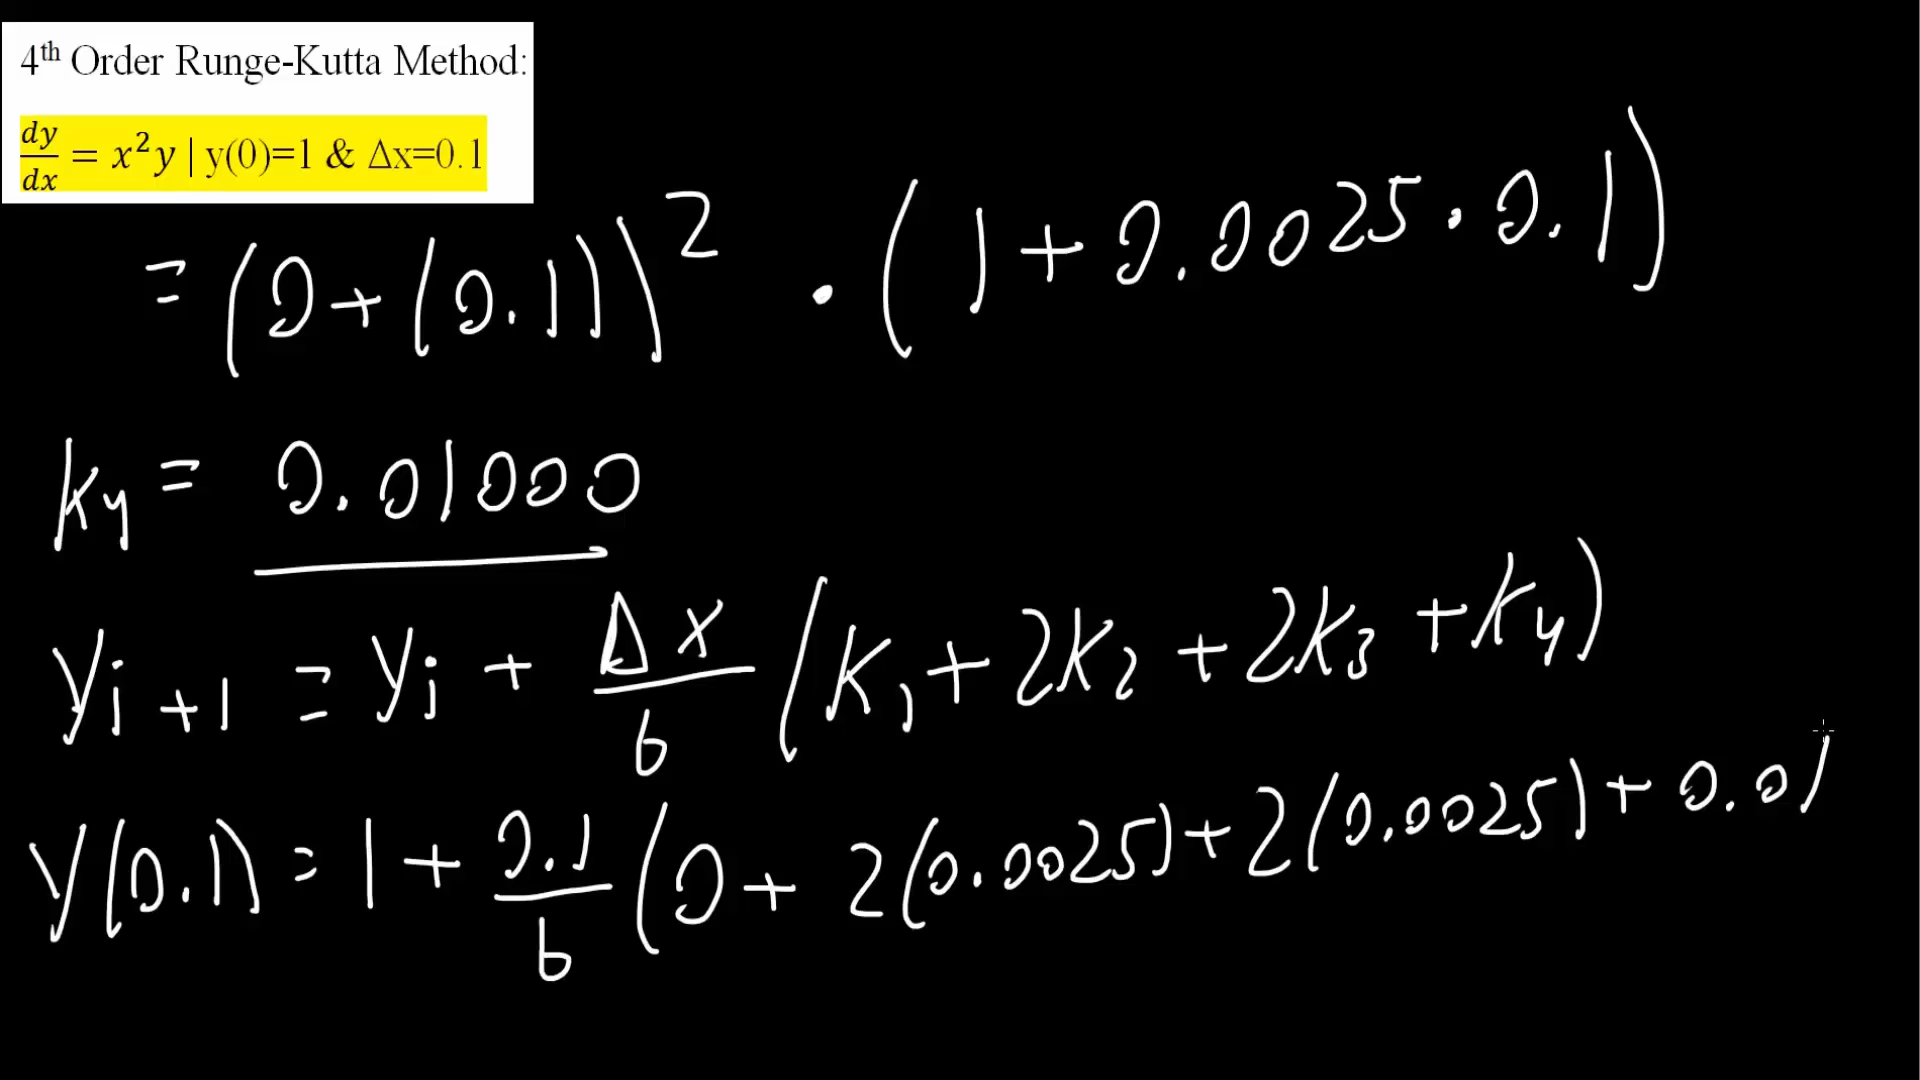 4th Order Runge-Kutta Method:
dy/dx = x²y | y(0)=1 & Δx=0.1
= (0+(0.1))² · (1+0.0025·0.1)
k₄ = 0.01000
yᵢ₊₁ = yᵢ + Δx/6 (k₁+2k₂+2k₃+k₄)
y(0.1) = 1 + 0.1/6 (0+2(0.0025)+2(0.0025)+0.01